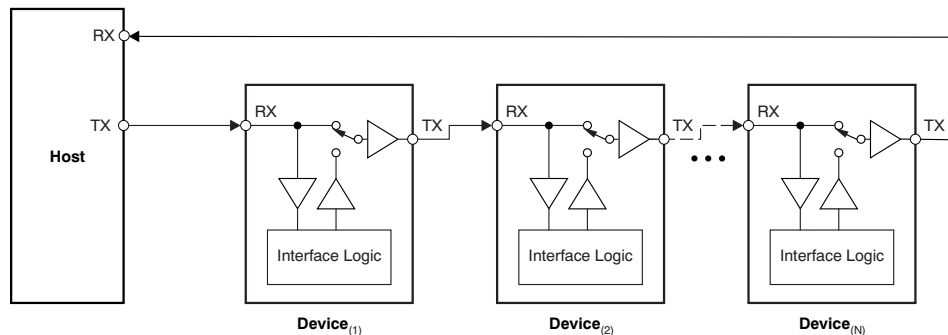 RX
TX
Host
RX
TX
Interface Logic
Device(1)
RX
TX
Interface Logic
Device(2)
RX
TX
Interface Logic
Device(N)